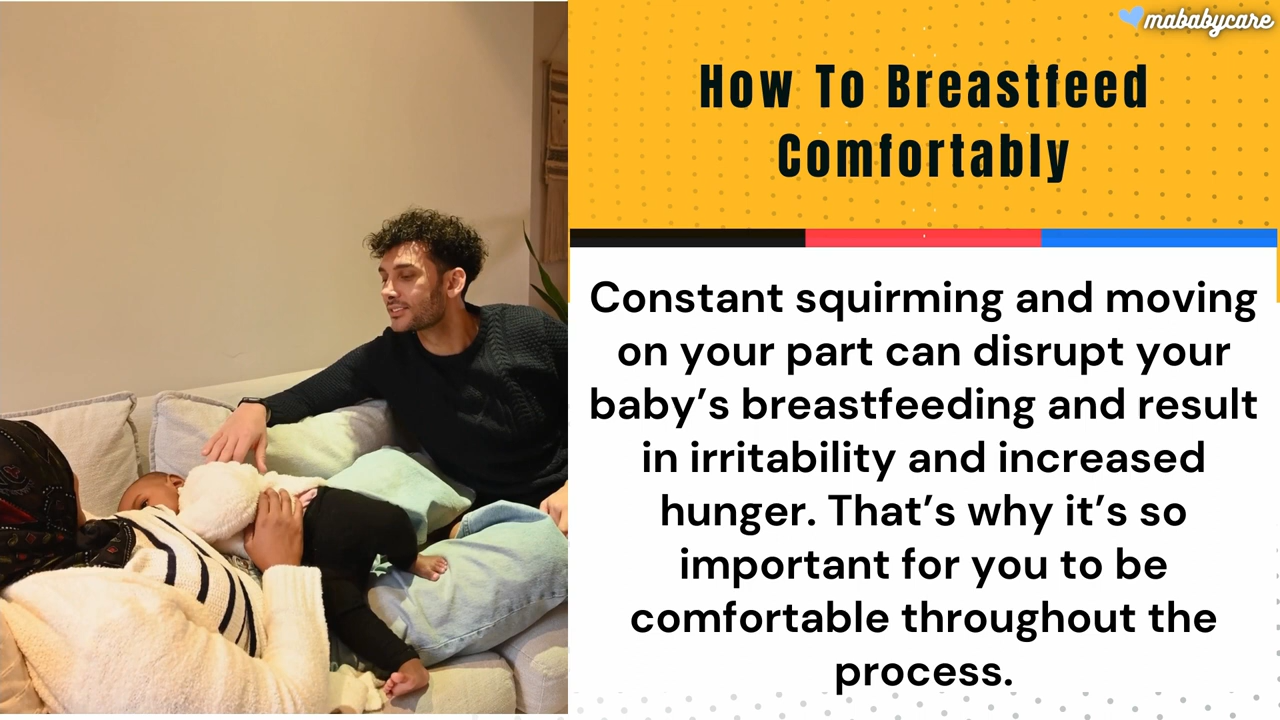 mababycare
How To Breastfeed
Comfortably
Constant squirming and moving
on your part can disrupt your
baby’s breastfeeding and result
in irritability and increased
hunger. That’s why it’s so
important for you to be
comfortable throughout the
process.